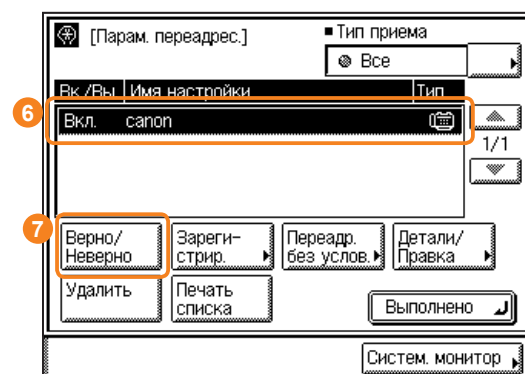 [Парам. переадрес.]
Тип приема
Все
Вк./Вы. Имя настройки Тип
6
Вкл. canon
1/1
7
Верно/ Зареги- Переадр. Детали/
Неверно стрир. без услов. Правка
Удалить Печать
списка
Выполнено
Систем. монитор